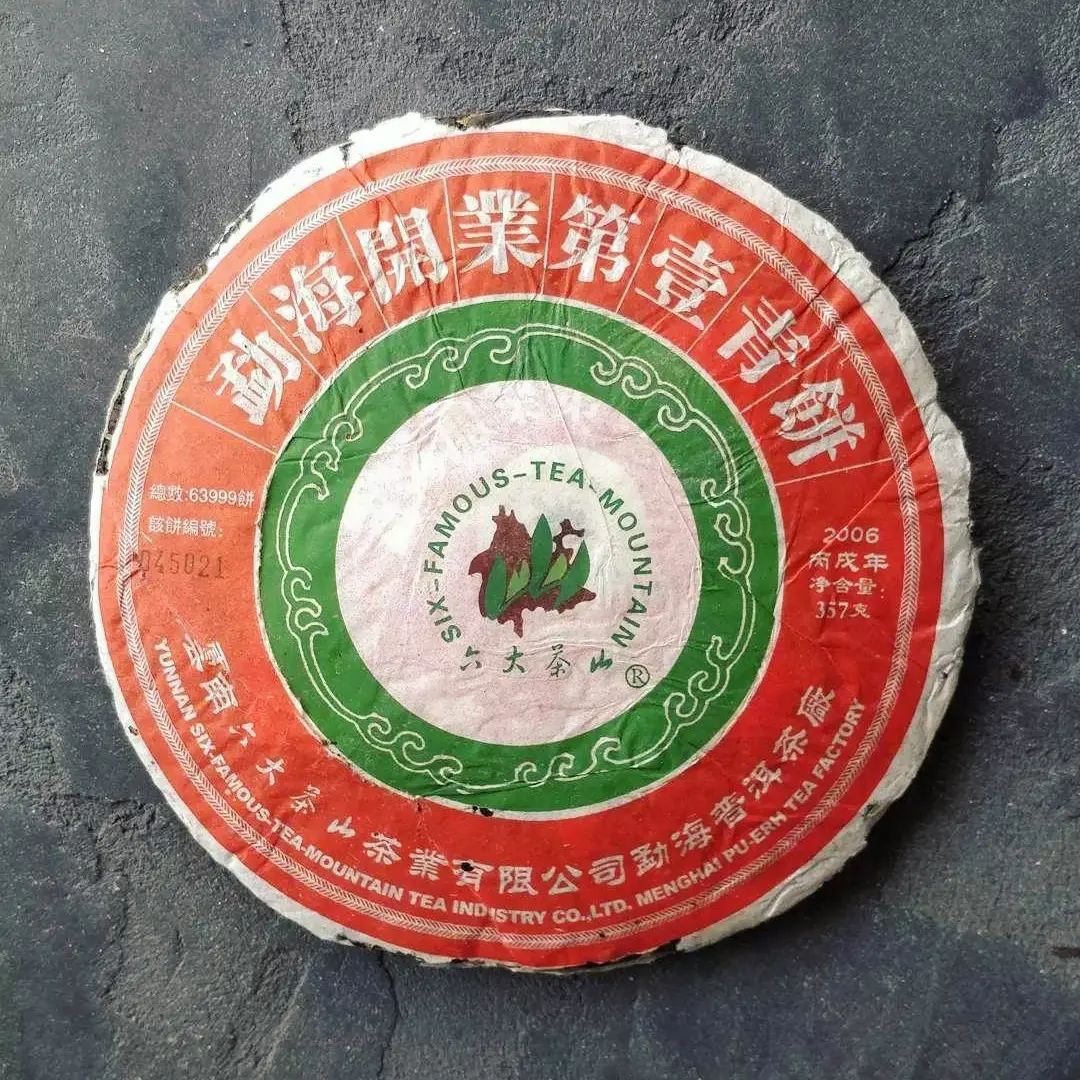 勐海開業第壹青餅
總數:63999餅
該餅編號:
045021
SIX-FAMOUS-TEA-MOUNTAIN
六大茶山®
2006
丙戌年
净含量:
357克
雲南六大茶山茶業有限公司勐海普洱茶廠
YUNNAN SIX-FAMOUS-TEA-MOUNTAIN TEA INDISTRY CO.,LTD. MENGHAI PU-ERH TEA FACTORY